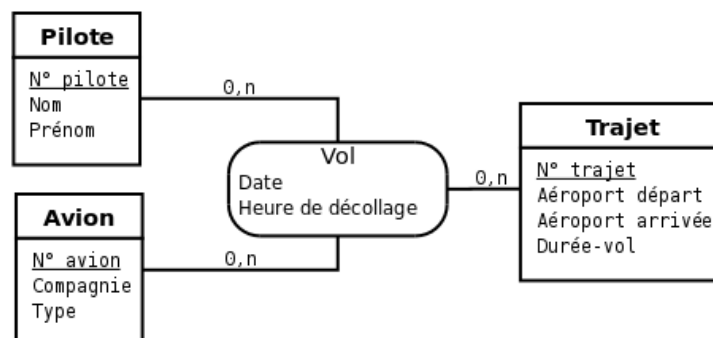 Pilote
N° pilote
Nom
Prénom
0,n
Vol
Date
Heure de décollage
0,n
Trajet
N° trajet
Aéroport départ
Aéroport arrivée
Durée-vol
Avion
N° avion
Compagnie
Type
0,n